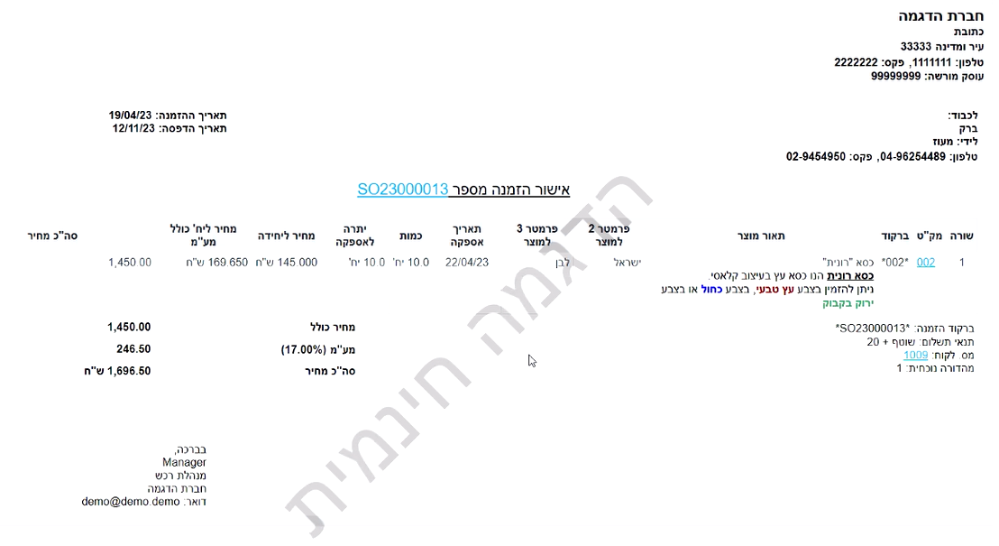 חברת הדגמה
כתובת
עיר ומדינה 33333
טלפון: 1111111, פקס: 2222222
עוסק מורשה: 99999999
תאריך ההזמנה: 19/04/23
תאריך הדפסה: 12/11/23
לכבוד:
ברק
לידי: מעוז
טלפון: 04-96254489, פקס: 02-9454950
אישור הזמנה מספר SO23000013
שורה מק"ט ברקוד תאור מוצר פרמטר 2 למוצר פרמטר 3 למוצר תאריך אספקה כמות יתרה לאספקה מחיר ליחידה מחיר ליח' כולל מע"מ סה"כ מחיר
1 002 *002* כסא "רונית" ישראל לבן 22/04/23 10.0 יח' 10.0 יח' 145.000 ש"ח 169.650 ש"ח 1,450.00
כסא רונית הנו כסא עץ בעיצוב קלאסי.
ניתן להזמין בצבע עץ טבעי, בצבע כחול או בצבע
ירוק בקבוק
ברקוד הזמנה: *SO23000013*
תנאי תשלום: שוטף + 20
מס. לקוח: 1009
מהדורה נוכחית: 1
מחיר כולל 1,450.00
מע"מ (17.00%) 246.50
סה"כ מחיר 1,696.50 ש"ח
בברכה,
Manager
מנהלת רכש
חברת הדגמה
דואר: demo@demo.demo
הדגמה חינמית